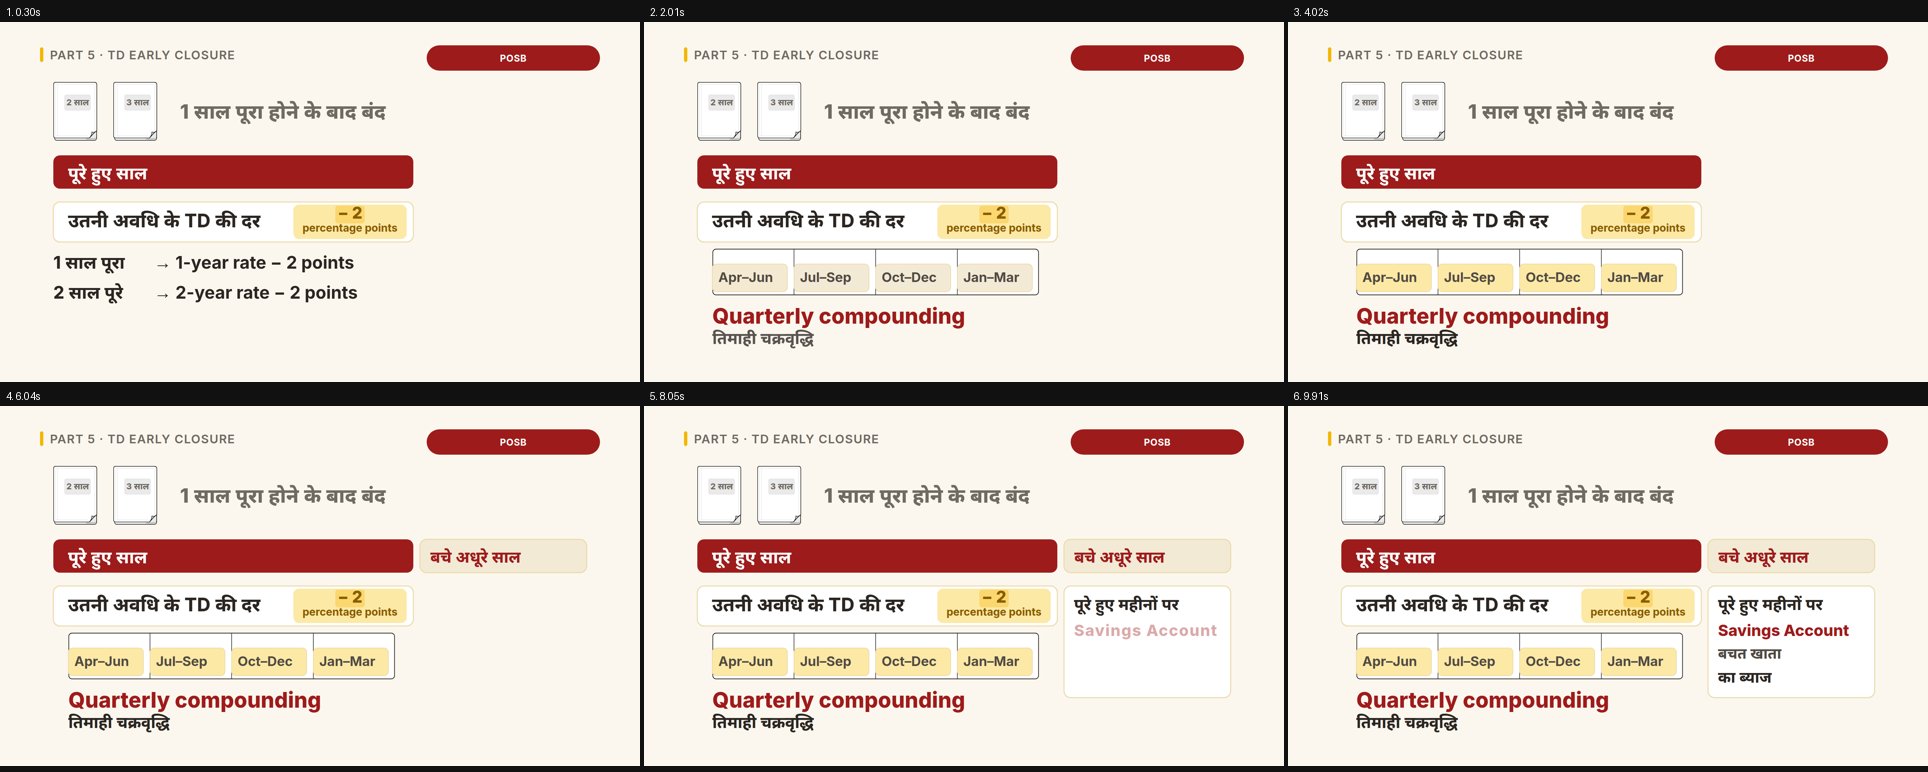 1. 0.30s
PART 5 · TD EARLY CLOSURE
POSB
2 साल
3 साल
1 साल पूरा होने के बाद बंद
पूरे हुए साल
उतनी अवधि के TD की दर
– 2
percentage points
1 साल पूरा → 1-year rate – 2 points
2 साल पूरे → 2-year rate – 2 points
2. 2.01s
PART 5 · TD EARLY CLOSURE
POSB
2 साल
3 साल
1 साल पूरा होने के बाद बंद
पूरे हुए साल
उतनी अवधि के TD की दर
– 2
percentage points
Apr–Jun Jul–Sep Oct–Dec Jan–Mar
Quarterly compounding
तिमाही चक्रवृद्धि
3. 4.02s
PART 5 · TD EARLY CLOSURE
POSB
2 साल
3 साल
1 साल पूरा होने के बाद बंद
पूरे हुए साल
उतनी अवधि के TD की दर
– 2
percentage points
Apr–Jun Jul–Sep Oct–Dec Jan–Mar
Quarterly compounding
तिमाही चक्रवृद्धि
4. 6.04s
PART 5 · TD EARLY CLOSURE
POSB
2 साल
3 साल
1 साल पूरा होने के बाद बंद
पूरे हुए साल
बचे अधूरे साल
उतनी अवधि के TD की दर
– 2
percentage points
Apr–Jun Jul–Sep Oct–Dec Jan–Mar
Quarterly compounding
तिमाही चक्रवृद्धि
5. 8.05s
PART 5 · TD EARLY CLOSURE
POSB
2 साल
3 साल
1 साल पूरा होने के बाद बंद
पूरे हुए साल
बचे अधूरे साल
उतनी अवधि के TD की दर
– 2
percentage points
Apr–Jun Jul–Sep Oct–Dec Jan–Mar
Quarterly compounding
तिमाही चक्रवृद्धि
पूरे हुए महीनों पर
Savings Account
6. 9.91s
PART 5 · TD EARLY CLOSURE
POSB
2 साल
3 साल
1 साल पूरा होने के बाद बंद
पूरे हुए साल
बचे अधूरे साल
उतनी अवधि के TD की दर
– 2
percentage points
Apr–Jun Jul–Sep Oct–Dec Jan–Mar
Quarterly compounding
तिमाही चक्रवृद्धि
पूरे हुए महीनों पर
Savings Account
बचत खाता
का ब्याज